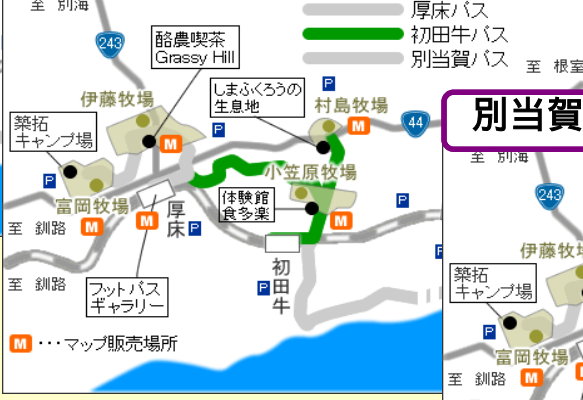 至 別海
243
酪農喫茶
Grassy Hill
厚床パス
初田牛パス
別当賀パス
至 根室
別当賀
伊藤牧場
しまふくろうの
生息地
村島牧場
44
P
M
築拓
キャンプ場
P
M
P
小笠原牧場
富岡牧場
M
体験館
食多楽
P
M
M
厚床
P
至 釧路
至 釧路
フットパス
ギャラリー
初田牛
P
P
M・・・マップ販売場所
至 別海
243
伊藤牧
築拓
キャンプ場
P
富岡牧場
至 釧路
M